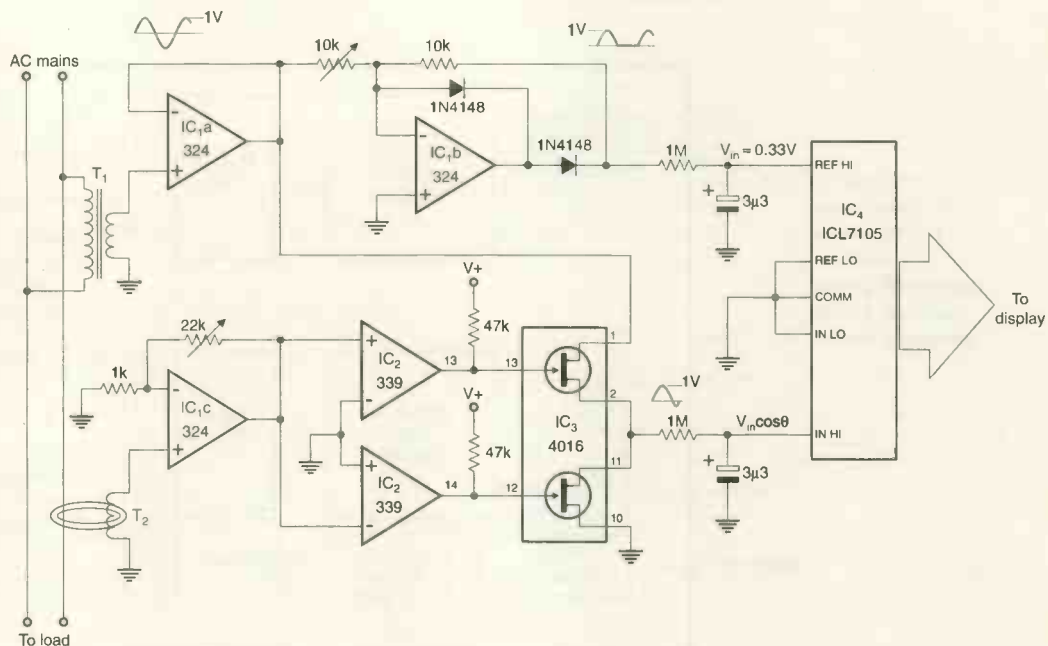 1V
AC mains
10k
10k
1V
1N4148
IC₁a
324
1N4148
IC₁b
324
T₁
1M
Vin = 0.33V
REF HI
3μ3
IC₄
ICL7105
REF LO
COMM
IN LO
To
display
V+
47k
22k
1k
IC₁c
324
IC₂
339
13
13
1
2
V+
47k
IC₃
4016
1V
1M
Vin cosθ
IN HI
3μ3
IC₂
339
14
12
11
10
T₂
To load